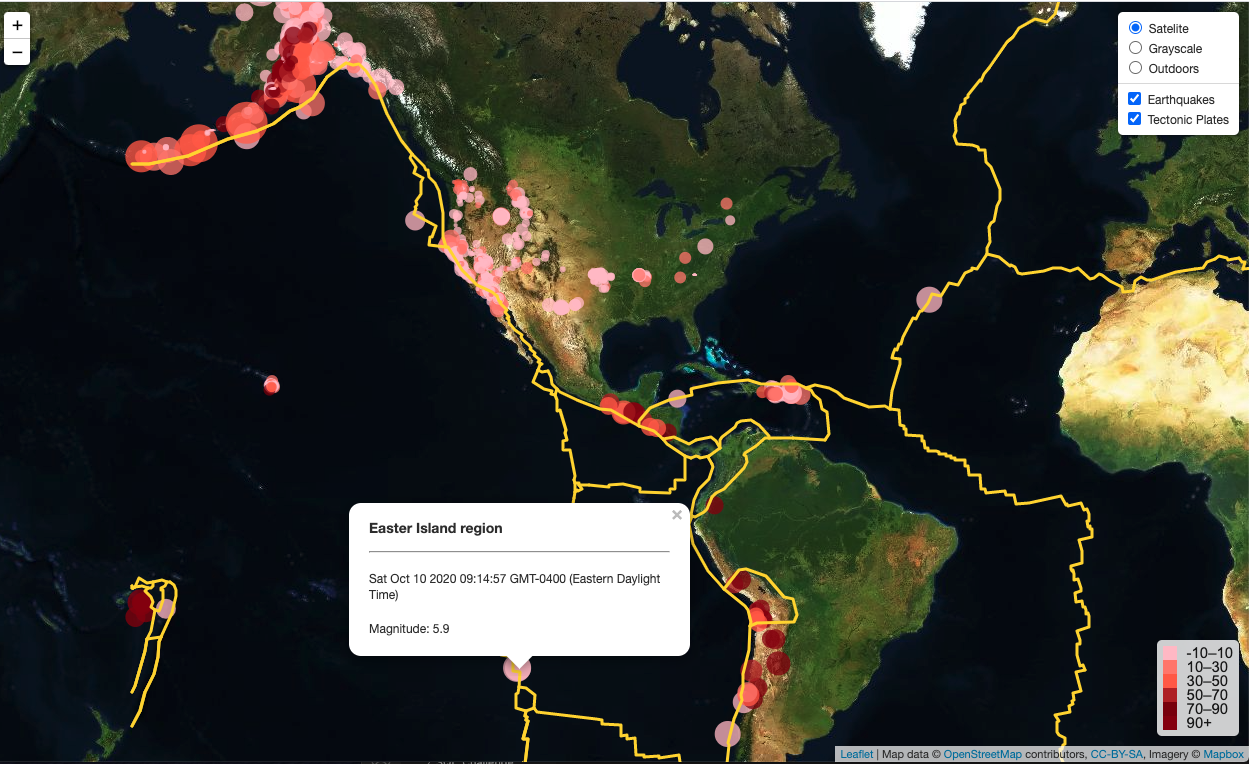 +
−
Satelite
Grayscale
Outdoors
Earthquakes
Tectonic Plates
×
Easter Island region
Sat Oct 10 2020 09:14:57 GMT-0400 (Eastern Daylight
Time)
Magnitude: 5.9
-10–10
10–30
30–50
50–70
70–90
90+
Leaflet | Map data © OpenStreetMap contributors, CC-BY-SA, Imagery © Mapbox